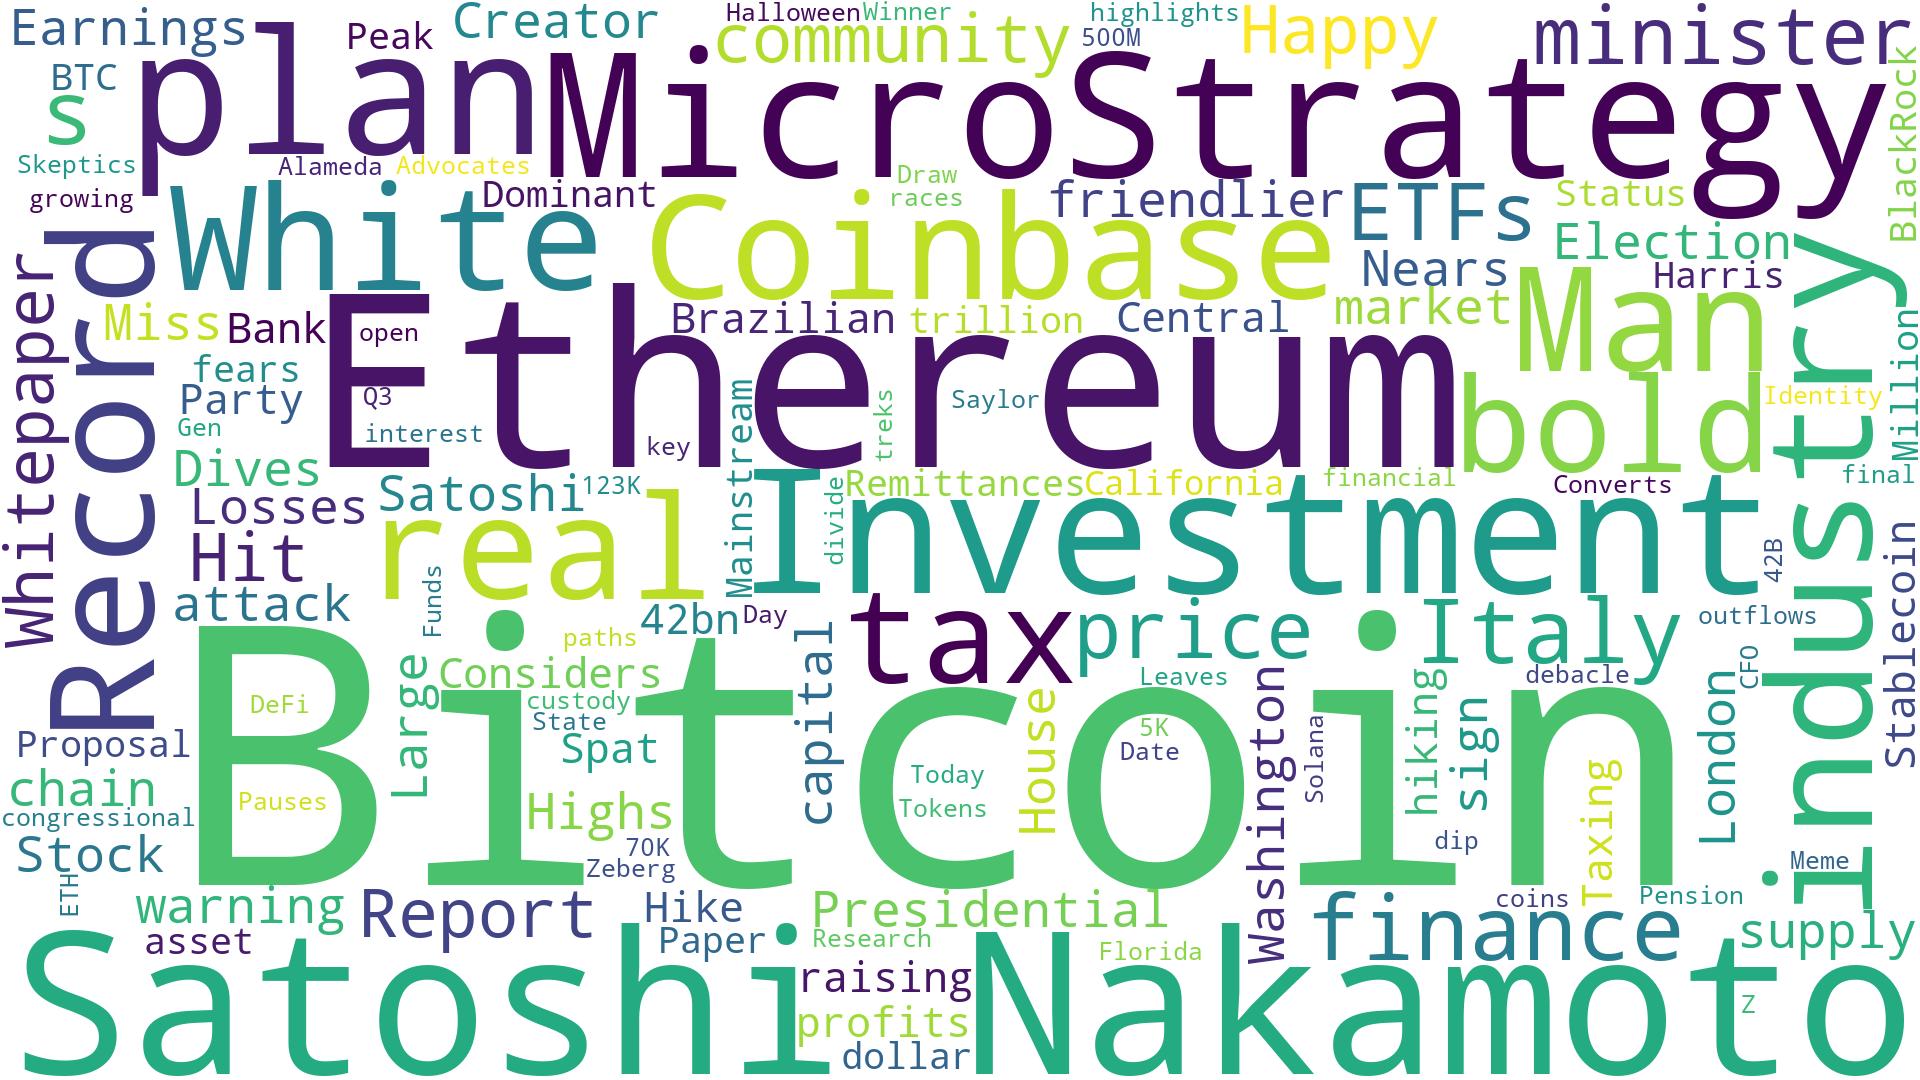 Earnings
plan
Peak
Creator
Halloween
Winner
highlights
community
500M
Happy
minister
BTC
s
MicroStrategy
BlackRock
Skeptics
Alameda
Advocates
growing
White
Dominant
Draw
races
Coinbase
friendlier
ETFs
Status
Election
Nears
Harris
Whitepaper
Record
Miss
Bank
open
Ethereum
Brazilian
trillion
Central
market
Man
industry
Million
fears
Party
Q3
Gen
interest
key
Mainstream
treks
Saylor
bold
Identity
Dives
Losses
Satoshi
123K
Investment
Remittances
California
financial
Converts
final
divide
Hit
real
attack
Funds
42B
Stablecoin
paths
42bn
Day
tax
price
Italy
outflows
Bitcoin
Large
Considers
capital
House
Leaves
Washington
hiking
sign
debacle
CFO
London
DeFi
custody
State
Spat
5K
Date
Solana
Proposal
chain
Pauses
Today
Tokens
Taxing
congressional
Highs
Stock
70K
Zeberg
dip
Meme
ETH
warning
Report
Hike
Presidential
coins
Pension
finance
supply
asset
Paper
Research
Florida
Satoshi Nakamoto
raising
profits
dollar
Z